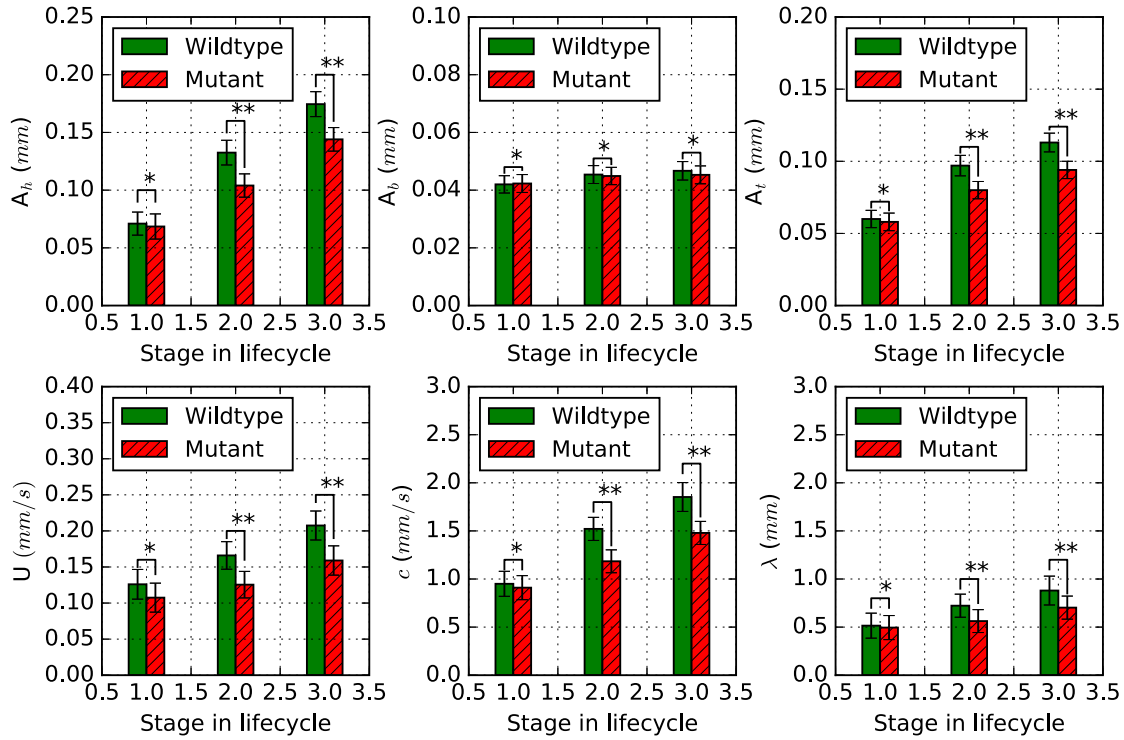 0.25
0.20
0.15
0.10
0.05
0.00
A_h (mm)
Wildtype
Mutant
*
**
**
0.5 1.0 1.5 2.0 2.5 3.0 3.5
Stage in lifecycle
0.10
0.08
0.06
0.04
0.02
0.00
A_b (mm)
Wildtype
Mutant
*
*
*
0.5 1.0 1.5 2.0 2.5 3.0 3.5
Stage in lifecycle
0.20
0.15
0.10
0.05
0.00
A_t (mm)
Wildtype
Mutant
*
**
**
0.5 1.0 1.5 2.0 2.5 3.0 3.5
Stage in lifecycle
0.40
0.35
0.30
0.25
0.20
0.15
0.10
0.05
0.00
U (mm/s)
Wildtype
Mutant
*
**
**
0.5 1.0 1.5 2.0 2.5 3.0 3.5
Stage in lifecycle
3.0
2.5
2.0
1.5
1.0
0.5
0.0
c (mm/s)
Wildtype
Mutant
*
**
**
0.5 1.0 1.5 2.0 2.5 3.0 3.5
Stage in lifecycle
3.0
2.5
2.0
1.5
1.0
0.5
0.0
λ (mm)
Wildtype
Mutant
*
**
**
0.5 1.0 1.5 2.0 2.5 3.0 3.5
Stage in lifecycle